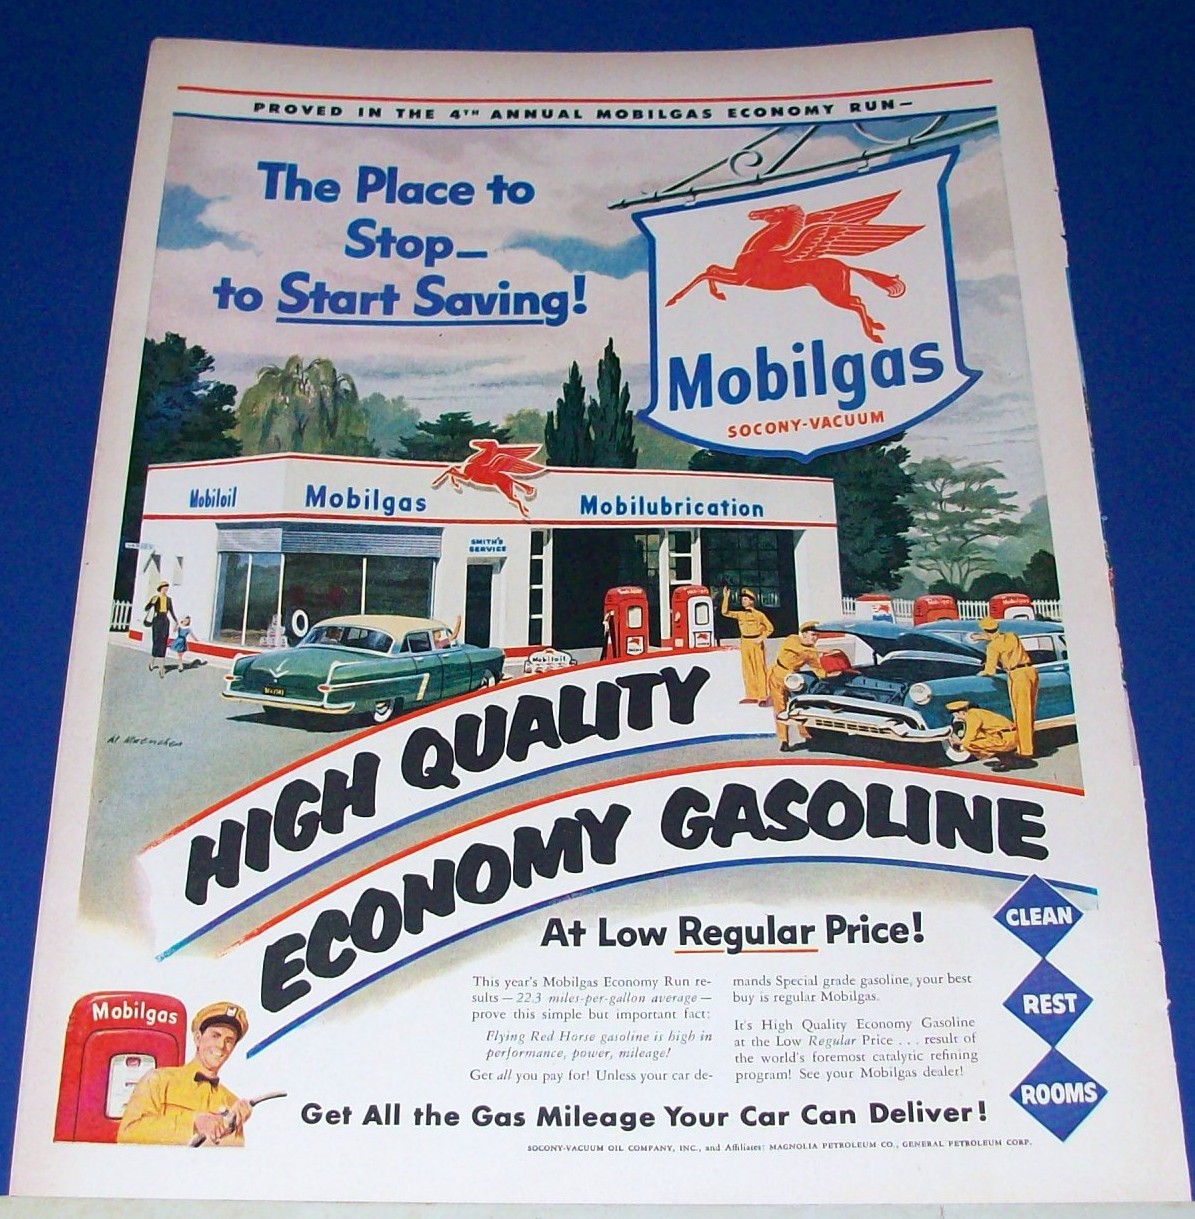 PROVED IN THE 4TH ANNUAL MOBILGAS ECONOMY RUN—
The Place to
Stop—
to Start Saving!
Mobilgas
SOCONY-VACUUM
Mobiloil
Mobilgas
Mobilubrication
SMITH'S
SERVICE
Mobiloil
HIGH QUALITY
ECONOMY GASOLINE
At Low Regular Price!
This year's Mobilgas Economy Run re-
sults — 22.3 miles-per-gallon average —
prove this simple but important fact:
Flying Red Horse gasoline is high in
performance, power, mileage!
Get all you pay for! Unless your car de-
mands Special grade gasoline, your best
buy is regular Mobilgas.
It's High Quality Economy Gasoline
at the Low Regular Price . . . result of
the world's foremost catalytic refining
program! See your Mobilgas dealer!
CLEAN
REST
ROOMS
Mobilgas
Get All the Gas Mileage Your Car Can Deliver!
SOCONY-VACUUM OIL COMPANY, INC., and Affiliates: MAGNOLIA PETROLEUM CO., GENERAL PETROLEUM CORP.